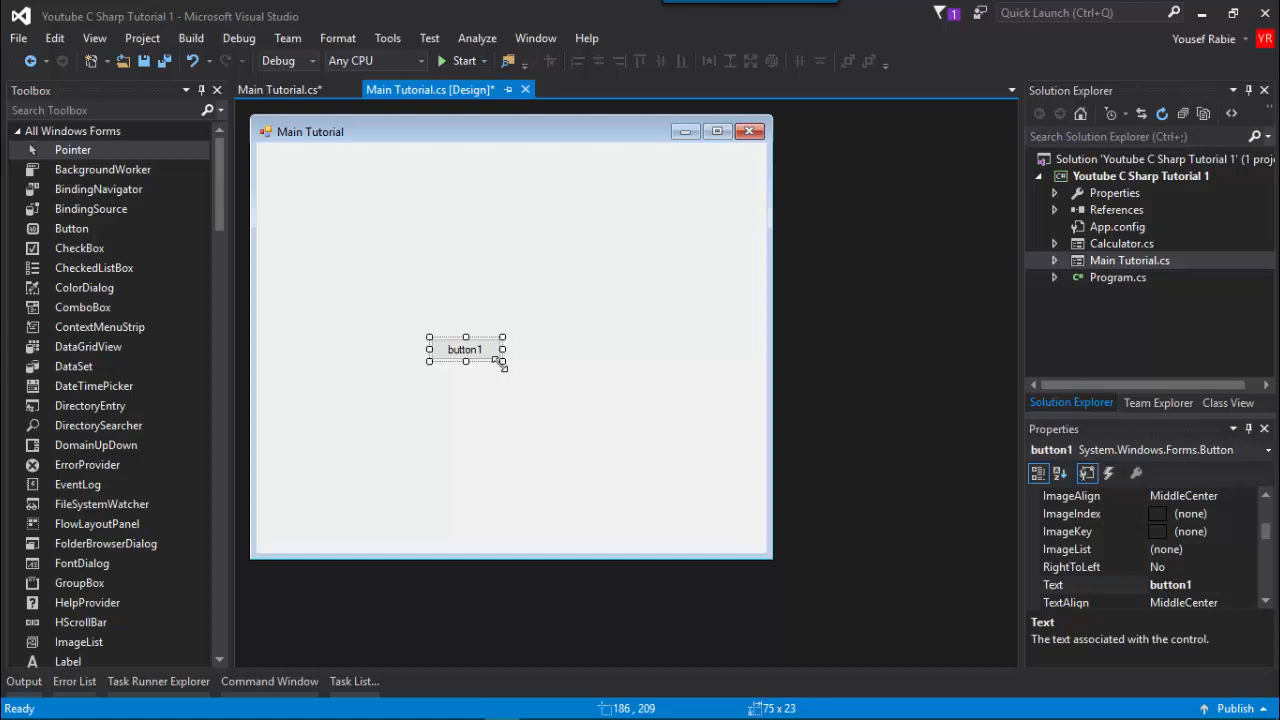 Youtube C Sharp Tutorial 1 - Microsoft Visual Studio
1
Quick Launch (Ctrl+Q)
File Edit View Project Build Debug Team Format Tools Test Analyze Window Help
Yousef Rabie
YR
Debug
Any CPU
Start
Toolbox
Search Toolbox
All Windows Forms
Pointer
BackgroundWorker
BindingNavigator
BindingSource
Button
CheckBox
CheckedListBox
ColorDialog
ComboBox
ContextMenuStrip
DataGridView
DataSet
DateTimePicker
DirectoryEntry
DirectorySearcher
DomainUpDown
ErrorProvider
EventLog
FileSystemWatcher
FlowLayoutPanel
FolderBrowserDialog
FontDialog
GroupBox
HelpProvider
HScrollBar
ImageList
Label
Main Tutorial.cs*
Main Tutorial.cs [Design]*
Main Tutorial
button1
Solution Explorer
Search Solution Explorer (Ctrl+;)
Solution 'Youtube C Sharp Tutorial 1' (1 proj
Youtube C Sharp Tutorial 1
Properties
References
App.config
Calculator.cs
Main Tutorial.cs
Program.cs
Solution Explorer Team Explorer Class View
Properties
button1 System.Windows.Forms.Button
ImageAlign MiddleCenter
ImageIndex (none)
ImageKey (none)
ImageList (none)
RightToLeft No
Text button1
TextAlign MiddleCenter
Text
The text associated with the control.
Output Error List Task Runner Explorer Command Window Task List...
Ready
186, 209
75 x 23
Publish